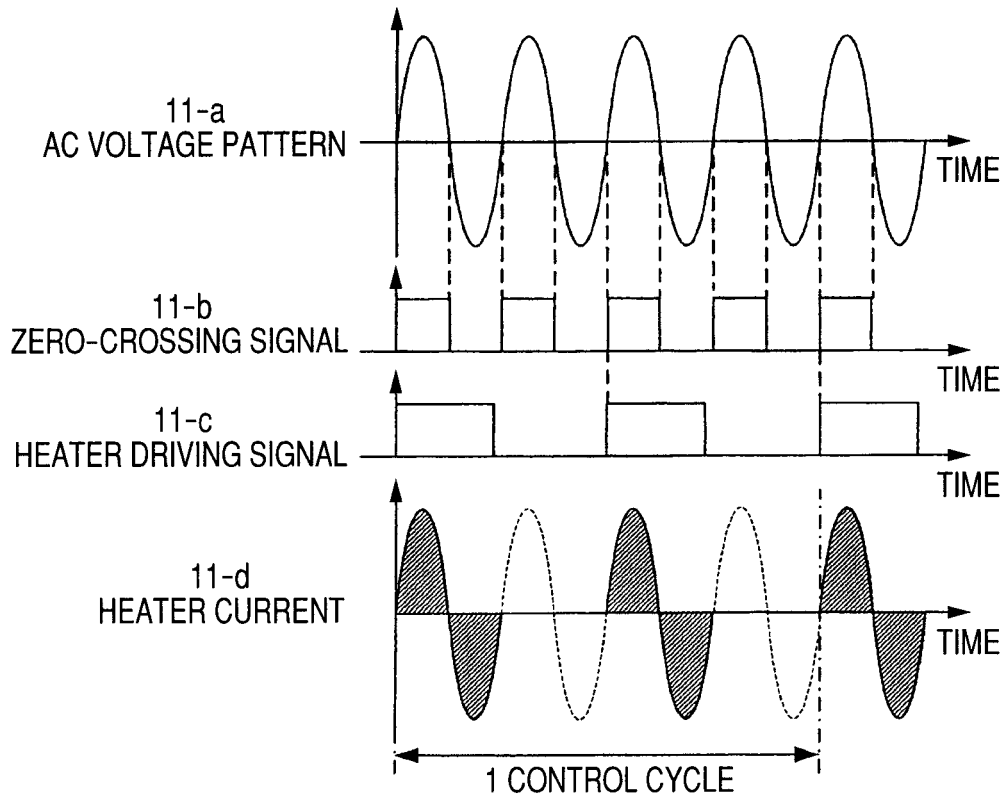 11-a
AC VOLTAGE PATTERN
TIME
11-b
ZERO-CROSSING SIGNAL
TIME
11-c
HEATER DRIVING SIGNAL
TIME
11-d
HEATER CURRENT
TIME
1 CONTROL CYCLE